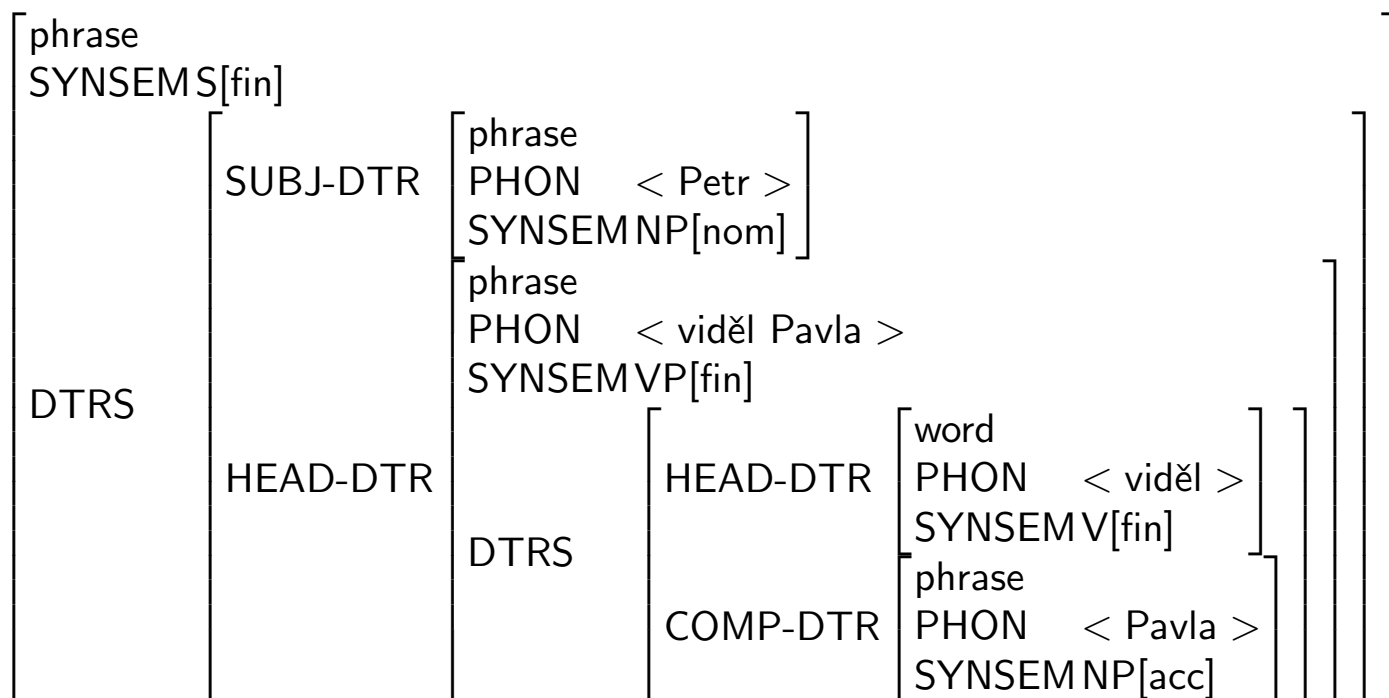 phrase
SYNSEM S[fin]
DTRS
SUBJ-DTR
phrase
PHON < Petr >
SYNSEM NP[nom]
HEAD-DTR
phrase
PHON < viděl Pavla >
SYNSEM VP[fin]
DTRS
HEAD-DTR
word
PHON < viděl >
SYNSEM V[fin]
COMP-DTR
phrase
PHON < Pavla >
SYNSEM NP[acc]